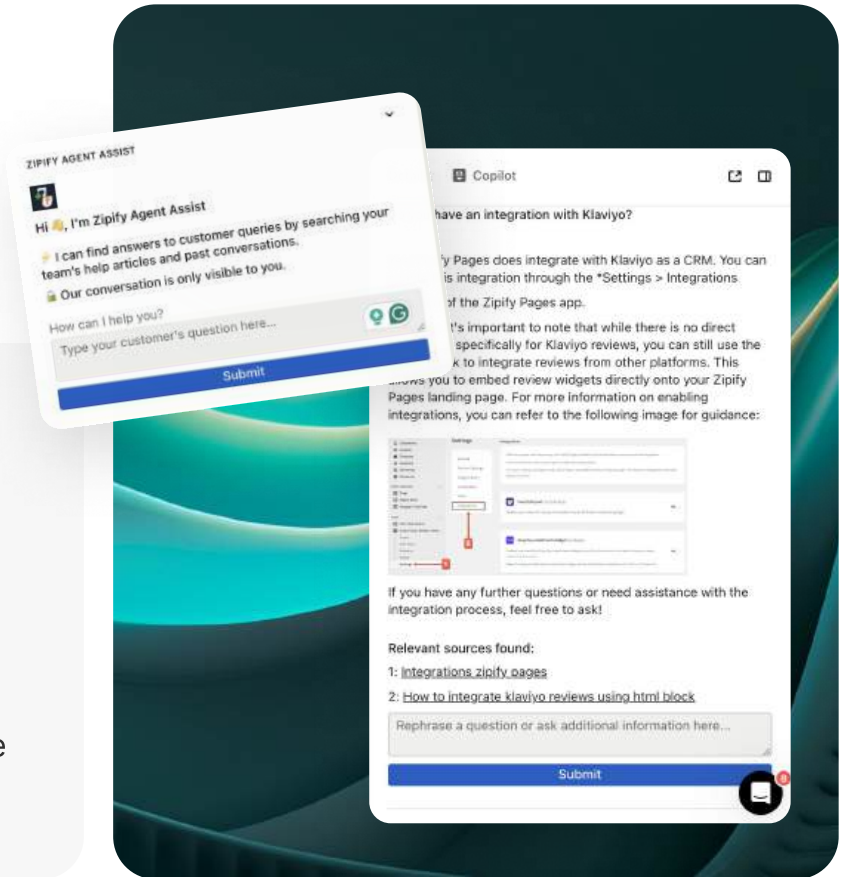 ZIPIFY AGENT ASSIST
Hi 👋, I'm Zipify Agent Assist
⚡ I can find answers to customer queries by searching your
team's help articles and past conversations.
🔒 Our conversation is only visible to you.
How can I help you?
Type your customer's question here...
Submit
Copilot
have an integration with Klaviyo?
y Pages does integrate with Klaviyo as a CRM. You can
is integration through the *Settings > Integrations
of the Zipify Pages app.
t's important to note that while there is no direct
specifically for Klaviyo reviews, you can still use the
k to integrate reviews from other platforms. This
allows you to embed review widgets directly onto your Zipify
Pages landing page. For more information on enabling
integrations, you can refer to the following image for guidance:
Settings
If you have any further questions or need assistance with the
integration process, feel free to ask!
Relevant sources found:
1: Integrations zipify pages
2: How to integrate klaviyo reviews using html block
Rephrase a question or ask additional information here...
Submit
e